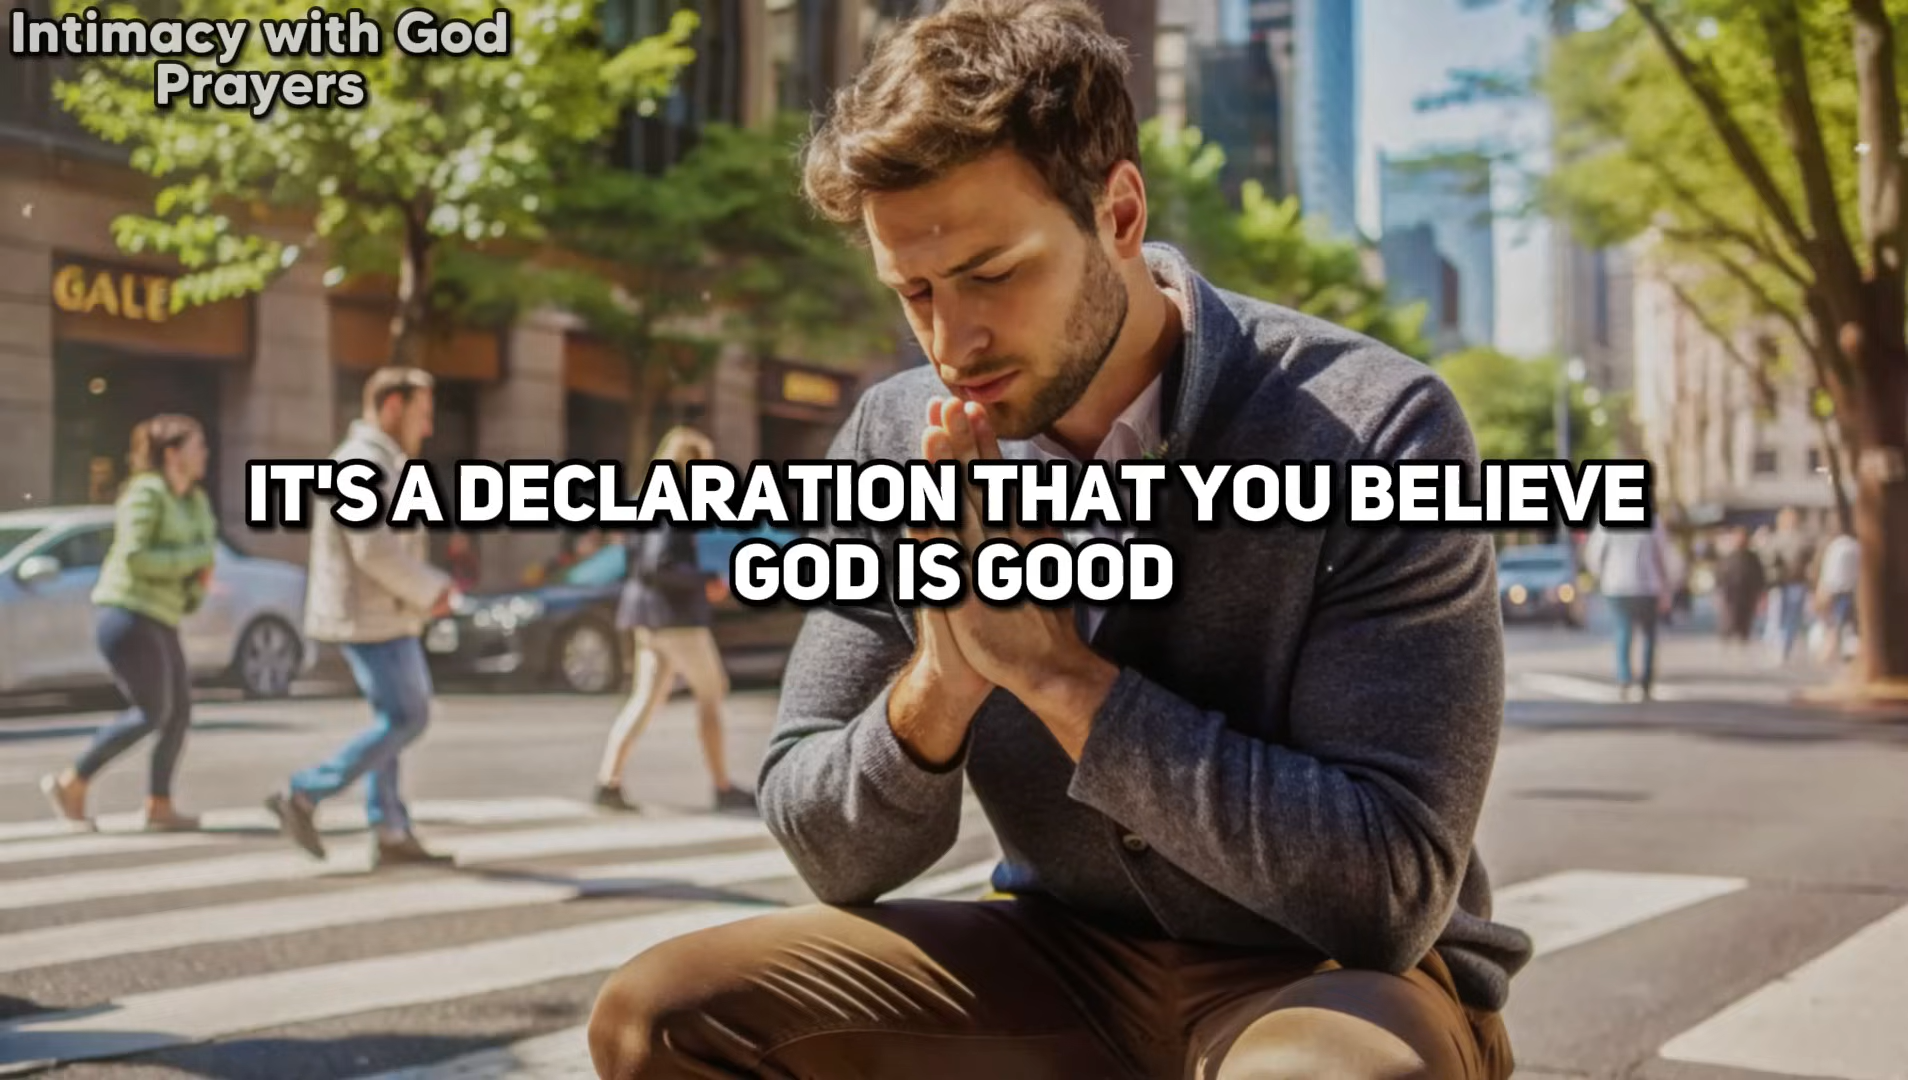 Intimacy with God
Prayers
GALE
IT'S A DECLARATION THAT YOU BELIEVE
GOD IS GOOD